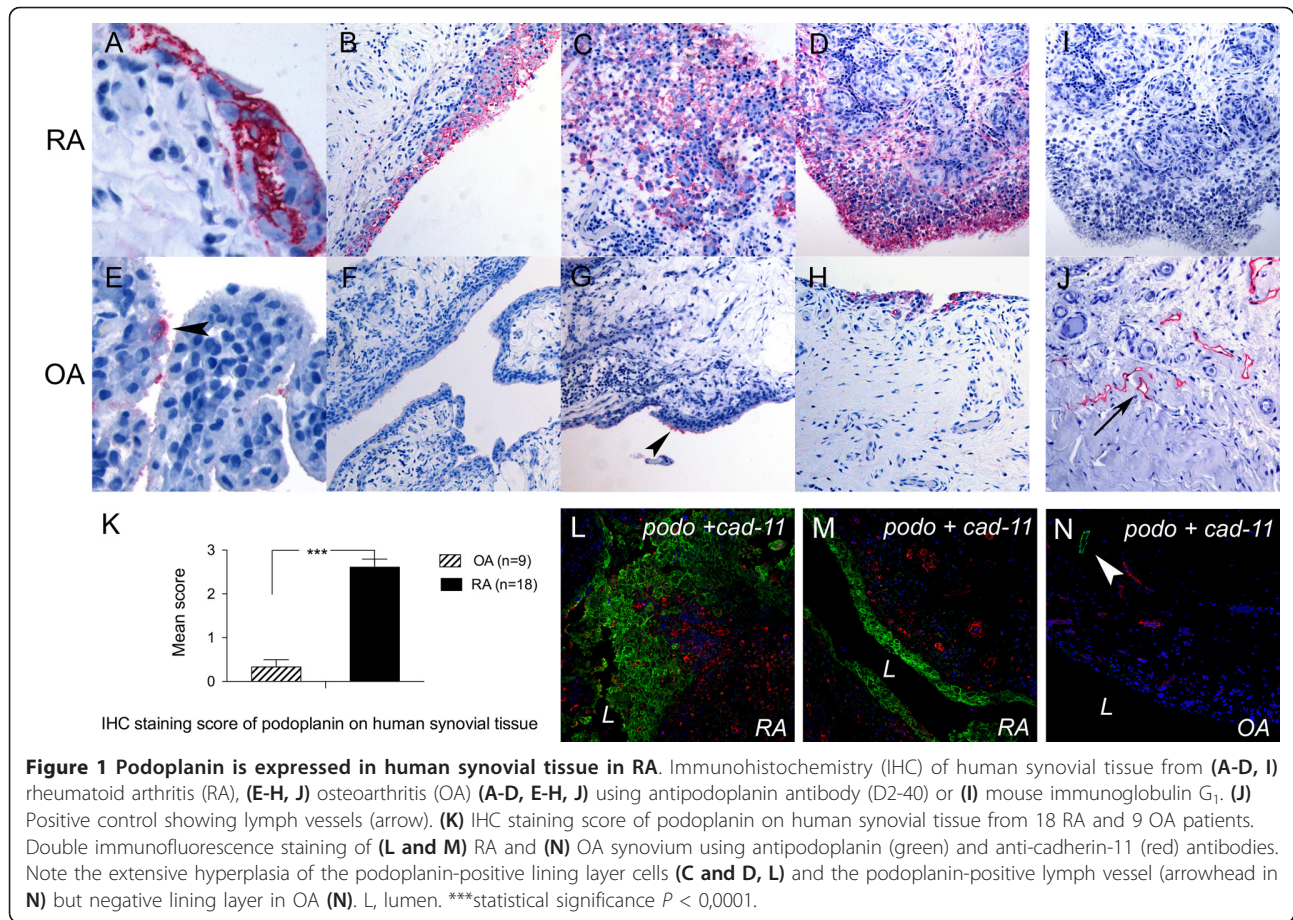 A
B
C
D
I
RA
E
F
G
H
J
OA
K
3
2
1
0
Mean score
***
OA (n=9)
RA (n=18)
IHC staining score of podoplanin on human synovial tissue
L
podo +cad-11
L
RA
M
podo + cad-11
L
RA
N
podo + cad-11
L
OA
Figure 1 Podoplanin is expressed in human synovial tissue in RA. Immunohistochemistry (IHC) of human synovial tissue from (A-D, I)
rheumatoid arthritis (RA), (E-H, J) osteoarthritis (OA) (A-D, E-H, J) using antipodoplanin antibody (D2-40) or (I) mouse immunoglobulin G₁. (J)
Positive control showing lymph vessels (arrow). (K) IHC staining score of podoplanin on human synovial tissue from 18 RA and 9 OA patients.
Double immunofluorescence staining of (L and M) RA and (N) OA synovium using antipodoplanin (green) and anti-cadherin-11 (red) antibodies.
Note the extensive hyperplasia of the podoplanin-positive lining layer cells (C and D, L) and the podoplanin-positive lymph vessel (arrowhead in
N) but negative lining layer in OA (N). L, lumen. ***statistical significance P < 0,0001.